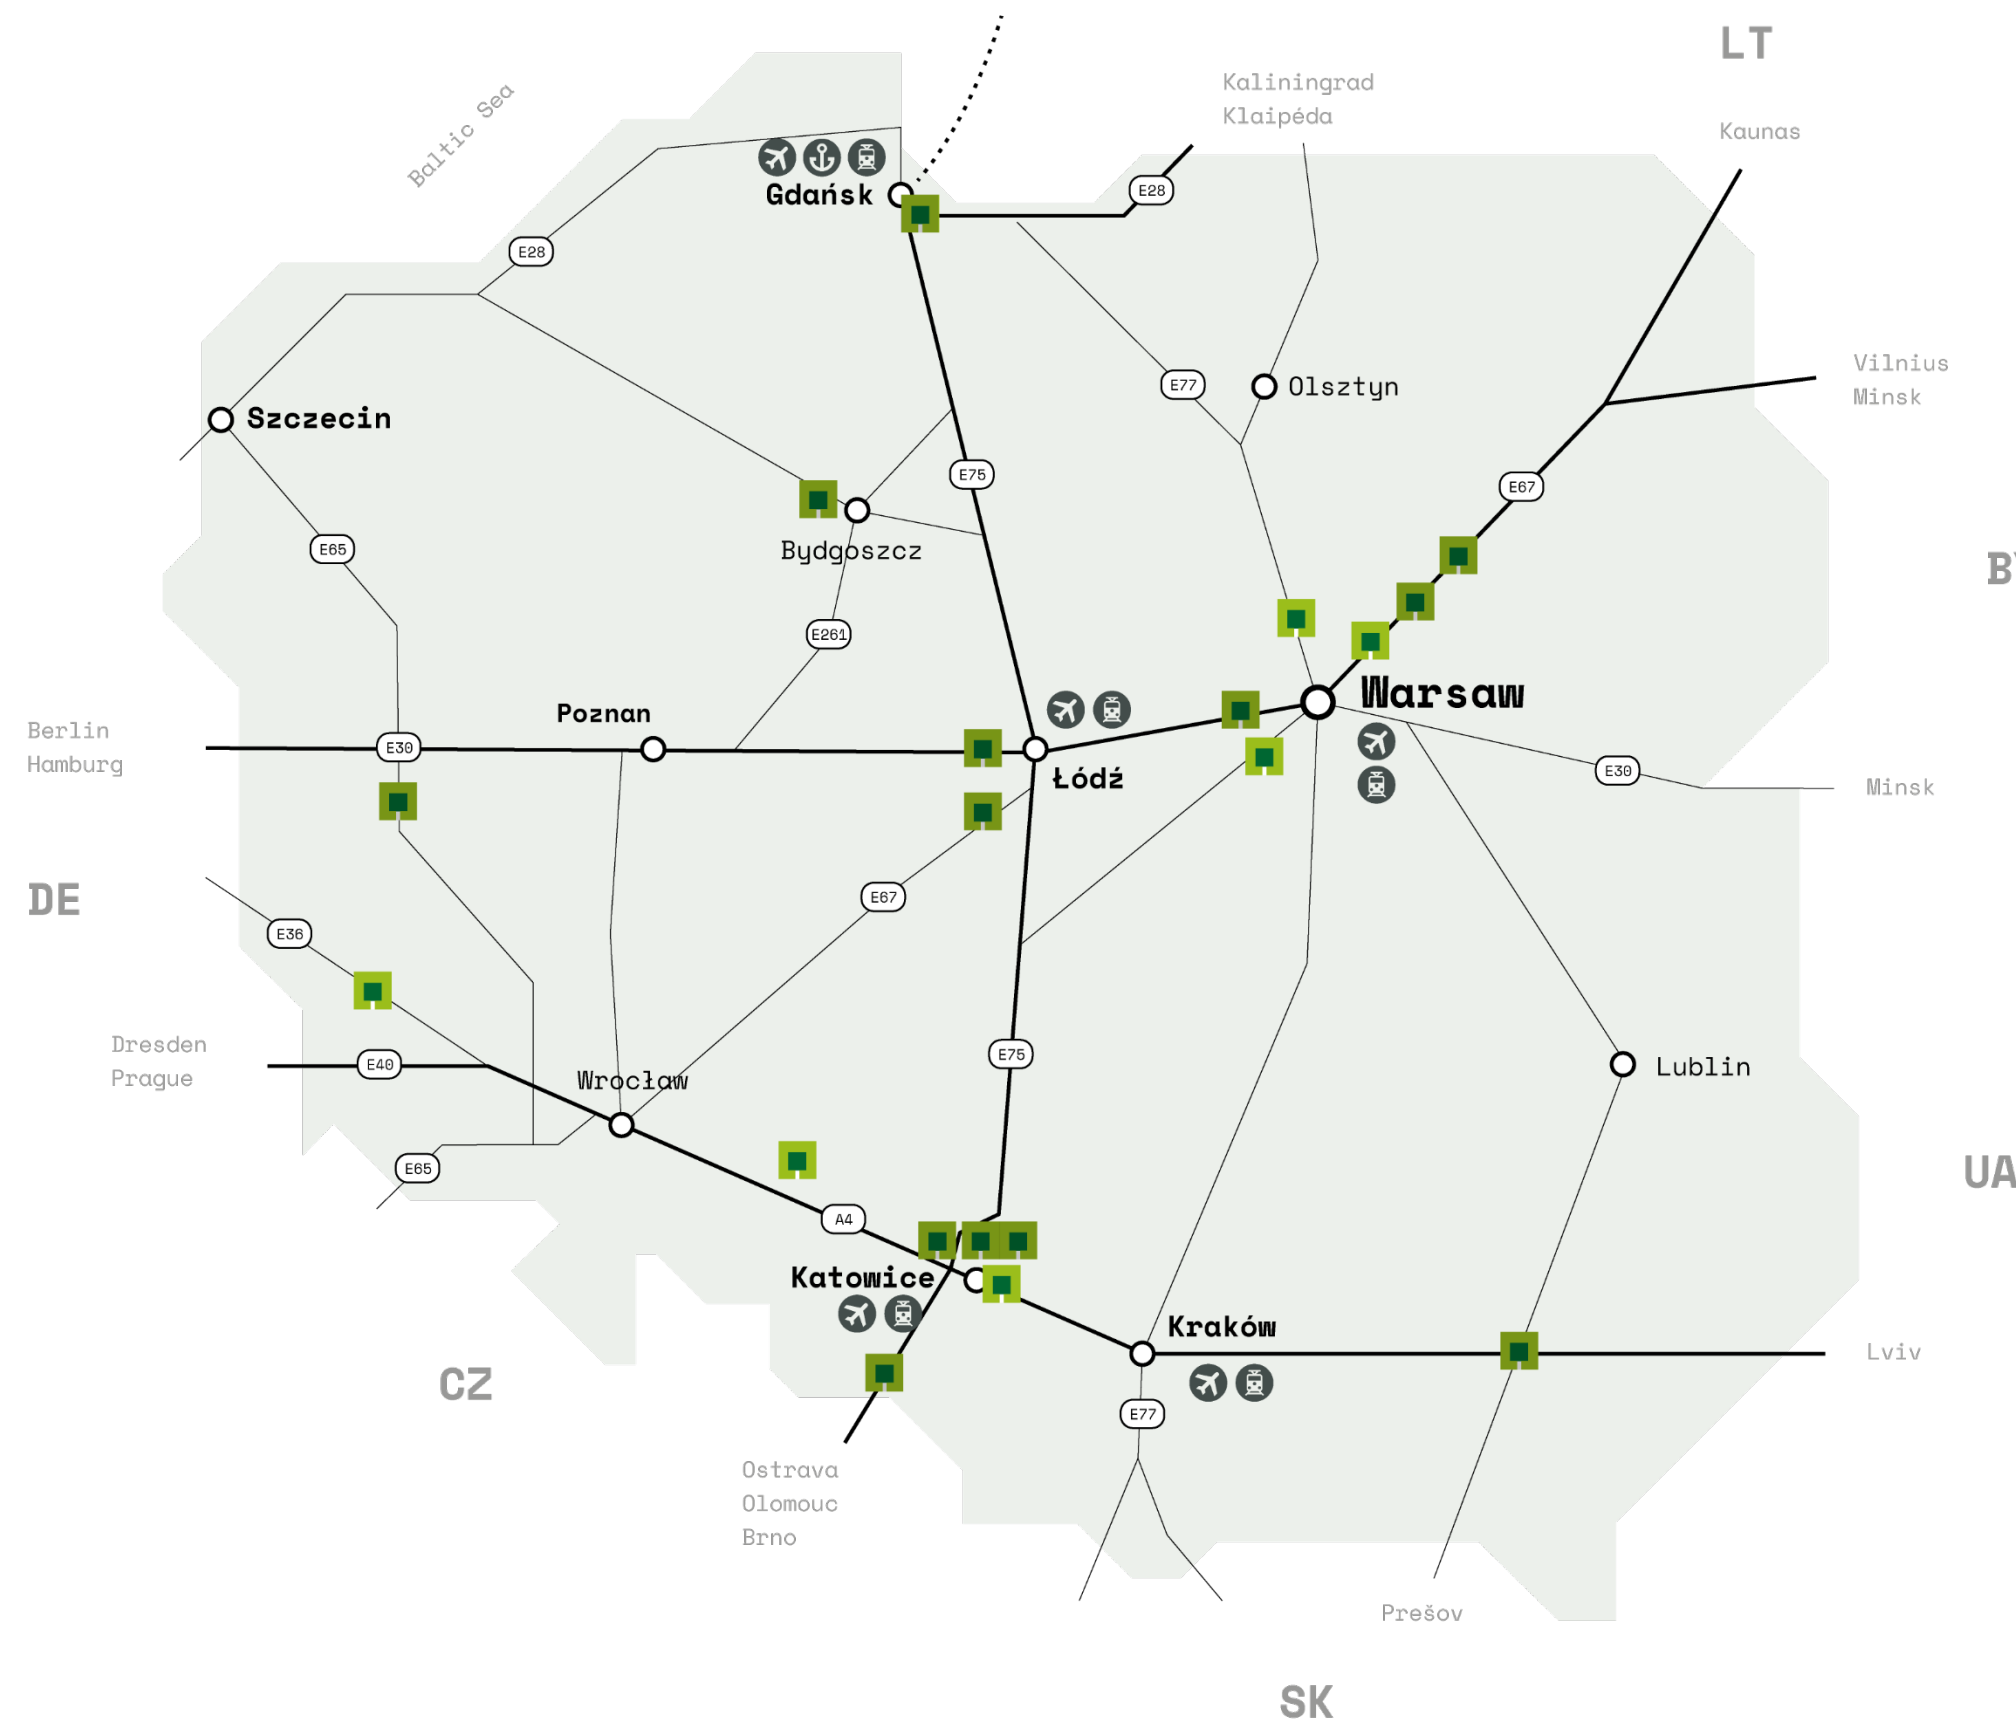 LT
Kaliningrad
Klaipéda
Baltic Sea
Kaunas
Gdańsk
E28
E28
Vilnius
Minsk
E77
Olsztyn
Szczecin
E75
E67
E65
Bydgoszcz
BY
E261
Warsaw
Poznan
Berlin
Hamburg
E30
Łódź
E30
Minsk
DE
E67
E36
Dresden
Prague
E40
E75
Wrocław
Lublin
E65
UA
A4
Katowice
Kraków
Lviv
CZ
E77
Ostrava
Olomouc
Brno
Prešov
SK